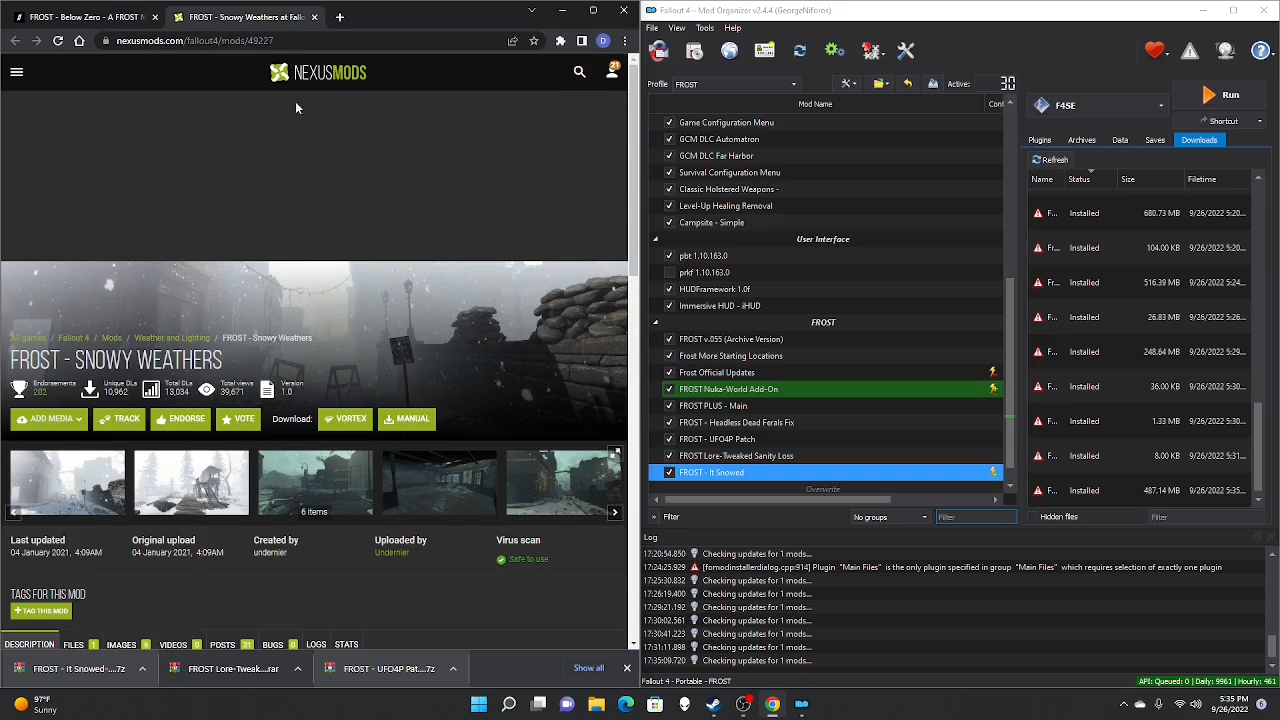 FROST - Below zero - A FROST M
FROST - Snowy Weathers at Fallo
nexusmods.com/fallout4/mods/49227
D
NEXUSMODS
21
All games / Fallout 4 / Mods / Weather and Lighting / FROST - Snowy Weathers
FROST - SNOWY WEATHERS
Endorsements
202
Unique DLs
10,962
Total DLs
13,034
Total views
39,671
Version
1.0
ADD MEDIA
TRACK
ENDORSE
VOTE
Download:
VORTEX
MANUAL
6 items
Last updated
04 January 2021, 4:09AM
Original upload
04 January 2021, 4:09AM
Created by
undernier
Uploaded by
Undernier
Virus scan
Safe to use
TAGS FOR THIS MOD
+ TAG THIS MOD
DESCRIPTION
FILES 1
IMAGES 6
VIDEOS 0
POSTS 21
BUGS 0
LOGS
STATS
FROST - It Snowed-....7z
FROST Lore-Tweak....rar
FROST - UFO4P Pat....7z
Show all
Fallout 4 – Mod Organizer v2.4.4 (GeorgeNiforos)
File View Tools Help
Profile FROST
Active: 30
Mod Name
Conf
Game Configuration Menu
GCM DLC Automatron
GCM DLC Far Harbor
Survival Configuration Menu
Classic Holstered Weapons -
Level-Up Healing Removal
Campsite - Simple
User Interface
pbt 1.10.163.0
prkf 1.10.163.0
HUDFramework 1.0f
Immersive HUD - iHUD
FROST
FROST v.055 (Archive Version)
Frost More Starting Locations
Frost Official Updates
FROST Nuka-World Add-On
FROST PLUS - Main
FROST - Headless Dead Ferals Fix
FROST - UFO4P Patch
FROST Lore-Tweaked Sanity Loss
FROST - It Snowed
Overwrite
» Filter
No groups
Filter
F4SE
Run
Shortcut
Plugins Archives Data Saves Downloads
Refresh
Name Status Size Filetime
F... Installed 680.73 MB 9/26/2022 5:20...
Fr... Installed 104.00 KB 9/26/2022 5:20...
F... Installed 516.39 MB 9/26/2022 5:24...
F... Installed 26.83 MB 9/26/2022 5:29...
F... Installed 248.64 MB 9/26/2022 5:29...
F... Installed 36.00 KB 9/26/2022 5:30...
F... Installed 1.33 MB 9/26/2022 5:30...
F... Installed 8.00 KB 9/26/2022 5:31...
F... Installed 487.14 MB 9/26/2022 5:35...
Hidden files
Filter
Log
17:20:54.850 Checking updates for 1 mods...
17:24:25.929 [fomodinstallerdialog.cpp:914] Plugin "Main Files" is the only plugin specified in group "Main Files" which requires selection of exactly one plugin
17:25:30.832 Checking updates for 1 mods...
17:26:19.400 Checking updates for 1 mods...
17:29:21.192 Checking updates for 1 mods...
17:30:02.561 Checking updates for 1 mods...
17:30:41.223 Checking updates for 1 mods...
17:31:11.898 Checking updates for 1 mods...
17:35:09.720 Checking updates for 1 mods...
Fallout 4 - Portable - FROST
API: Queued: 0 | Daily: 9961 | Hourly: 461
97°F
Sunny
5:35 PM
9/26/2022